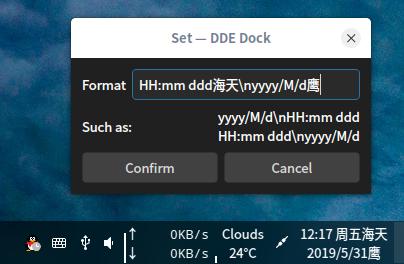 Set — DDE Dock
Format HH:mm ddd海天\nyyyy/M/d鹰
Such as: yyyy/M/d\nHH:mm ddd
HH:mm ddd\nyyyy/M/d
Confirm Cancel
↑ 0KB/s Clouds 12:17 周五海天
↓ 0KB/s 24°C 2019/5/31鹰